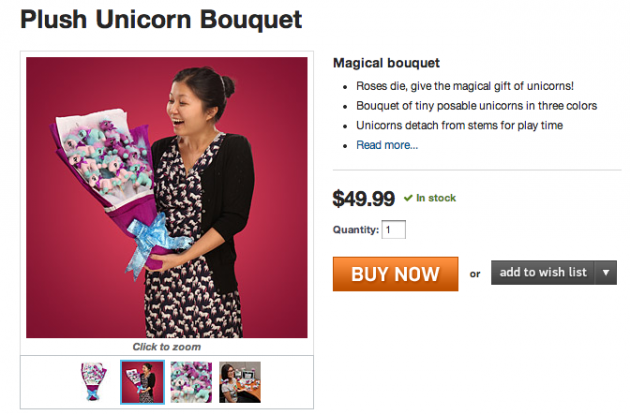 Plush Unicorn Bouquet
Magical bouquet
Roses die, give the magical gift of unicorns!
Bouquet of tiny posable unicorns in three colors
Unicorns detach from stems for play time
Read more...
$49.99 ✓ In stock
Quantity: 1
BUY NOW or add to wish list ▼
Click to zoom